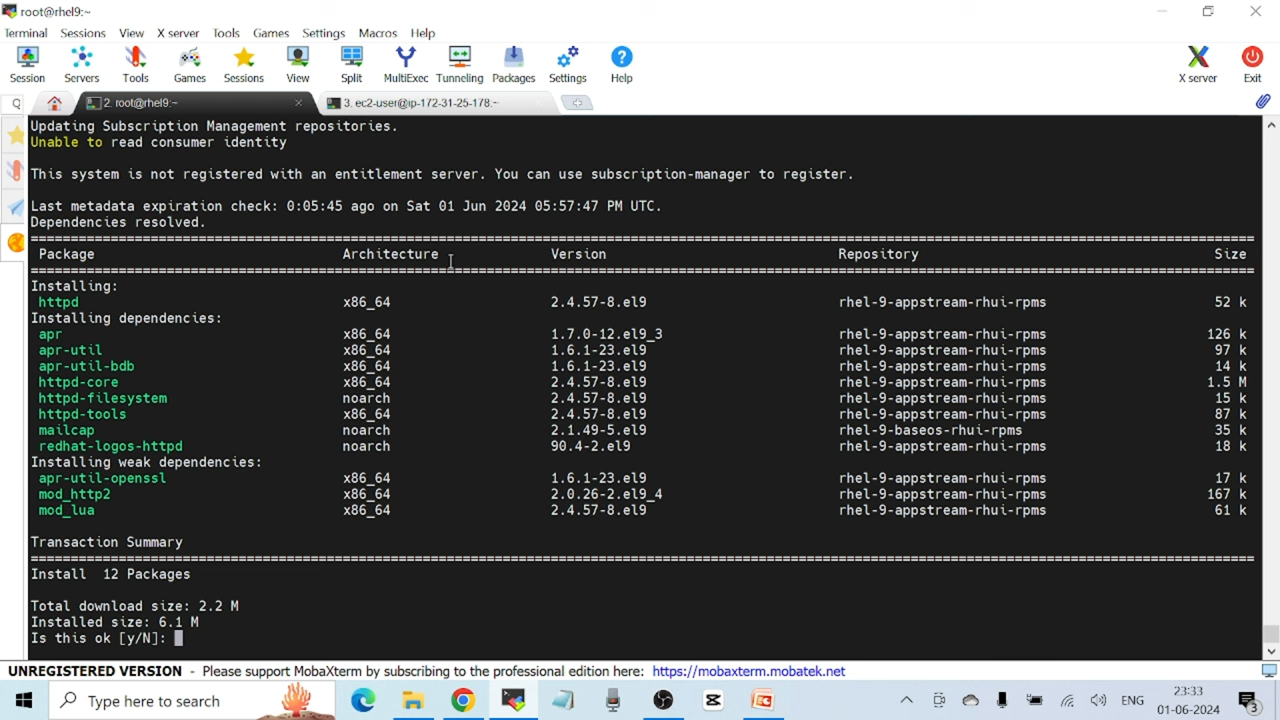 root@rhel9:~
Terminal Sessions View X server Tools Games Settings Macros Help
Session Servers Tools Games Sessions View Split MultiExec Tunneling Packages Settings Help X server Exit
2. root@rhel9:~ 3. ec2-user@ip-172-31-25-178:~
Updating Subscription Management repositories.
Unable to read consumer identity
This system is not registered with an entitlement server. You can use subscription-manager to register.
Last metadata expiration check: 0:05:45 ago on Sat 01 Jun 2024 05:57:47 PM UTC.
Dependencies resolved.
================================================================================
Package Architecture Version Repository Size
================================================================================
Installing:
httpd x86_64 2.4.57-8.el9 rhel-9-appstream-rhui-rpms 52 k
Installing dependencies:
apr x86_64 1.7.0-12.el9_3 rhel-9-appstream-rhui-rpms 126 k
apr-util x86_64 1.6.1-23.el9 rhel-9-appstream-rhui-rpms 97 k
apr-util-bdb x86_64 1.6.1-23.el9 rhel-9-appstream-rhui-rpms 14 k
httpd-core x86_64 2.4.57-8.el9 rhel-9-appstream-rhui-rpms 1.5 M
httpd-filesystem noarch 2.4.57-8.el9 rhel-9-appstream-rhui-rpms 15 k
httpd-tools x86_64 2.4.57-8.el9 rhel-9-appstream-rhui-rpms 87 k
mailcap noarch 2.1.49-5.el9 rhel-9-baseos-rhui-rpms 35 k
redhat-logos-httpd noarch 90.4-2.el9 rhel-9-appstream-rhui-rpms 18 k
Installing weak dependencies:
apr-util-openssl x86_64 1.6.1-23.el9 rhel-9-appstream-rhui-rpms 17 k
mod_http2 x86_64 2.0.26-2.el9_4 rhel-9-appstream-rhui-rpms 167 k
mod_lua x86_64 2.4.57-8.el9 rhel-9-appstream-rhui-rpms 61 k
Transaction Summary
================================================================================
Install 12 Packages
Total download size: 2.2 M
Installed size: 6.1 M
Is this ok [y/N]:
UNREGISTERED VERSION - Please support MobaXterm by subscribing to the professional edition here: https://mobaxterm.mobatek.net
Type here to search ENG 23:33
01-06-2024 3